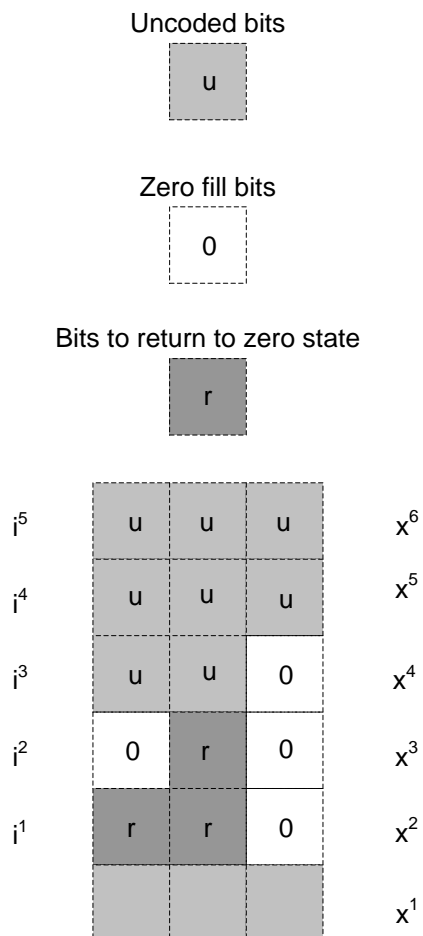 Uncoded bits
u
Zero fill bits
0
Bits to return to zero state
r
i⁵ u u u x⁶
i⁴ u u u x⁵
i³ u u 0 x⁴
i² 0 r 0 x³
i¹ r r 0 x²
x¹